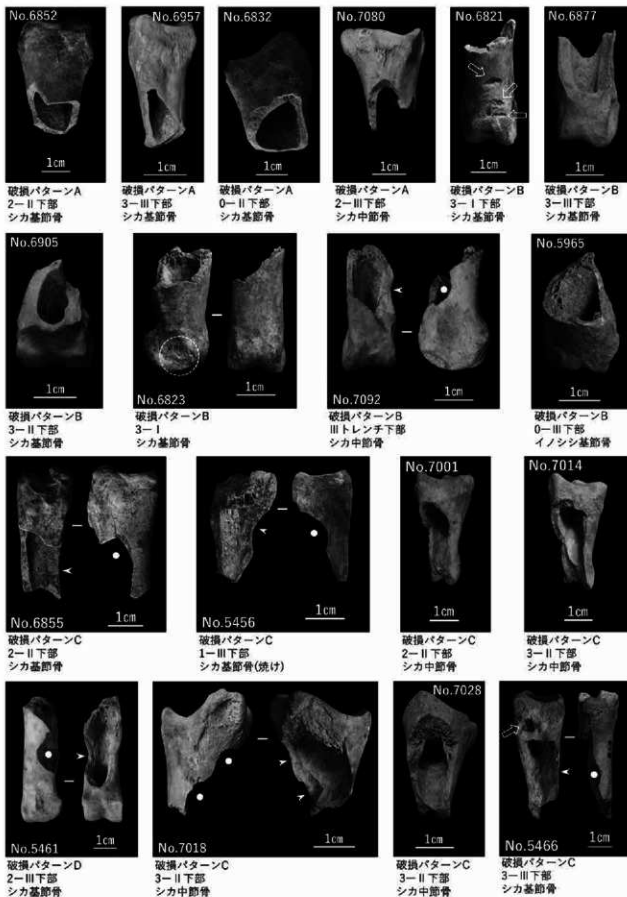 No.6852
1cm
破損パターンA
2ーII下部
シカ基節骨
No.6957
1cm
破損パターンA
3ーIII下部
シカ基節骨
No.6832
1cm
破損パターンA
0ーII下部
シカ基節骨
No.7080
1cm
破損パターンA
2ーIII下部
シカ中節骨
No.6821
1cm
破損パターンB
3ーI下部
シカ基節骨
No.6877
1cm
破損パターンB
3ーIII下部
シカ基節骨
No.6905
1cm
破損パターンB
3ーII下部
シカ基節骨
No.6823
1cm
破損パターンB
3ーI
シカ基節骨
No.7092
1cm
破損パターンB
IIIトレンチ下部
シカ中節骨
No.5965
1cm
破損パターンB
0ーIII下部
イノシシ基節骨
No.6855
1cm
破損パターンC
2ーII下部
シカ基節骨
No.5456
1cm
破損パターンC
1ーIII下部
シカ基節骨(焼け)
No.7001
1cm
破損パターンC
2ーII下部
シカ中節骨
No.7014
1cm
破損パターンC
3ーII下部
シカ中節骨
No.5461
1cm
破損パターンD
2ーIII下部
シカ基節骨
No.7018
1cm
破損パターンC
3ーII下部
シカ中節骨
No.7028
1cm
破損パターンC
3ーII下部
シカ中節骨
No.5466
1cm
破損パターンC
3ーIII下部
シカ基節骨